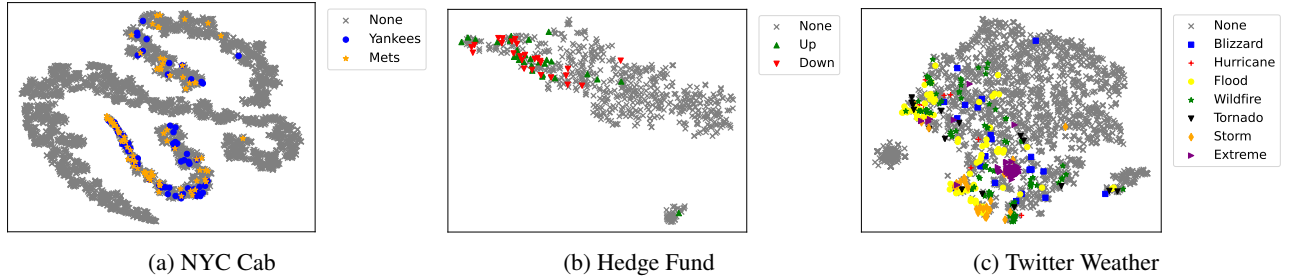 None
Yankees
Mets
(a) NYC Cab
None
Up
Down
(b) Hedge Fund
None
Blizzard
Hurricane
Flood
Wildfire
Tornado
Storm
Extreme
(c) Twitter Weather